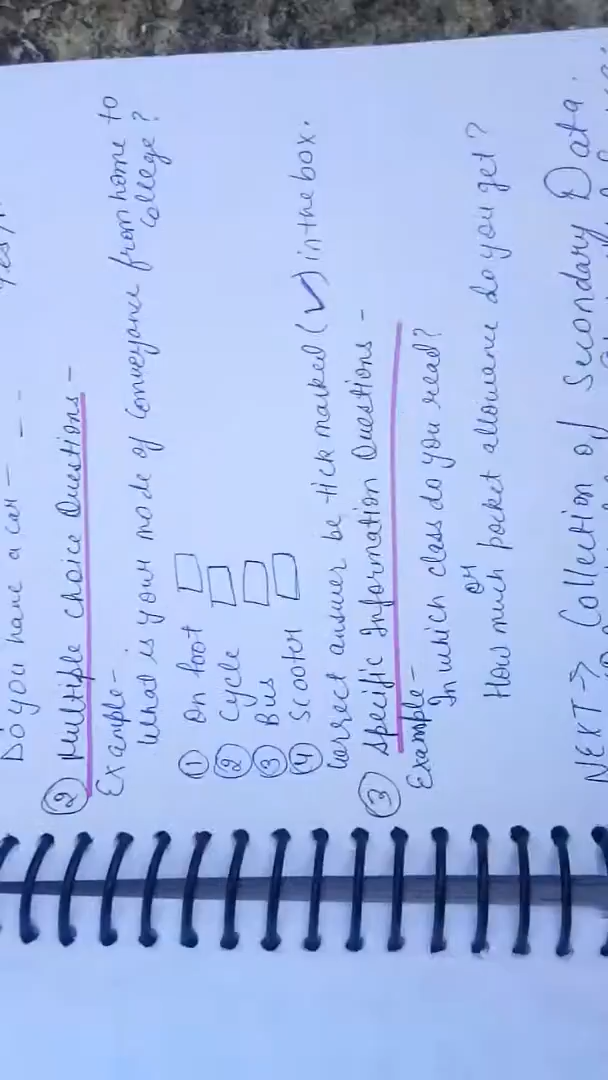 Do you have a car -
② Multiple Choice Questions -
Example -
What is your mode of Conveyance from home to
College?
① On foot
② Cycle
③ Bus
④ Scooter
Correct answer be tick marked (✓) in the box.
③ Specific Information Questions -
Example -
In which class do you read?
or
How much pocket allowance do you get?
NEXT → Collection of Secondary Data.